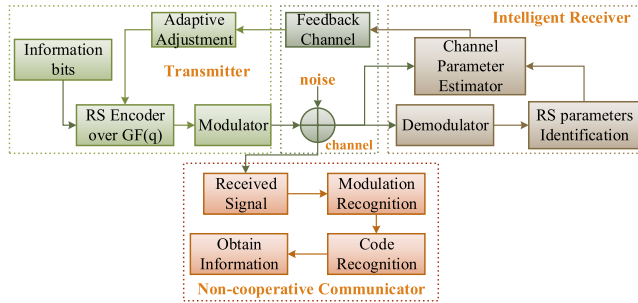 Adaptive
Adjustment
Feedback
Channel
Intelligent Receiver
Information
bits
Transmitter
Channel
Parameter
Estimator
noise
RS Encoder
over GF(q)
Modulator
channel
Demodulator
RS parameters
Identification
Received
Signal
Modulation
Recognition
Obtain
Information
Code
Recognition
Non-cooperative Communicator